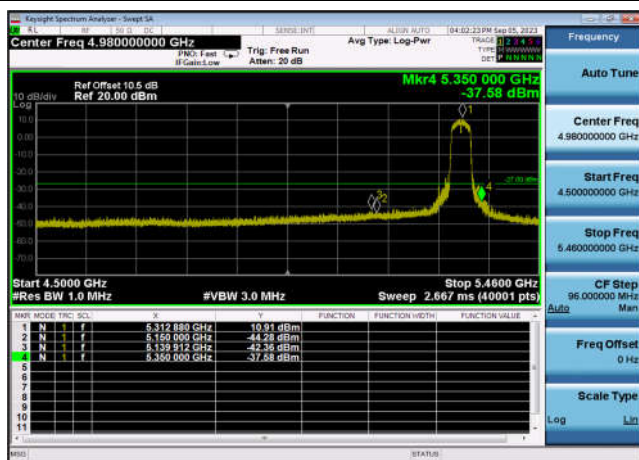 Keysight Spectrum Analyzer - Swept SA
RL RF 50 Ω DC SENSE:INT ALIGN AUTO 04:02:23 PM Sep 05, 2023
Center Freq 4.980000000 GHz
PNO: Fast
IFGain:Low
Trig: Free Run
Atten: 20 dB
Avg Type: Log-Pwr
TRACE 1 2 3 4 5 6
TYPE
DET P N N N N N
Ref Offset 10.5 dB
Ref 20.00 dBm
10 dB/div
Log
Mkr4 5.350 000 GHz
-37.58 dBm
10.0
0.00
-10.0
-20.0
-30.0
-40.0
-50.0
-60.0
-70.0
1
3
2
4
-27.00 dBm
Start 4.5000 GHz
#Res BW 1.0 MHz
#VBW 3.0 MHz
Stop 5.4600 GHz
Sweep 2.667 ms (40001 pts)
MKR MODE TRC SCL X Y FUNCTION FUNCTION WIDTH FUNCTION VALUE
1 N 1 f 5.312 880 GHz 10.91 dBm
2 N 1 f 5.150 000 GHz -44.28 dBm
3 N 1 f 5.139 912 GHz -42.36 dBm
4 N 1 f 5.350 000 GHz -37.58 dBm
5
6
7
8
9
10
11
MSG
STATUS
Frequency
Auto Tune
Center Freq
4.980000000 GHz
Start Freq
4.500000000 GHz
Stop Freq
5.460000000 GHz
CF Step
96.000000 MHz
Auto Man
Freq Offset
0 Hz
Scale Type
Log Lin